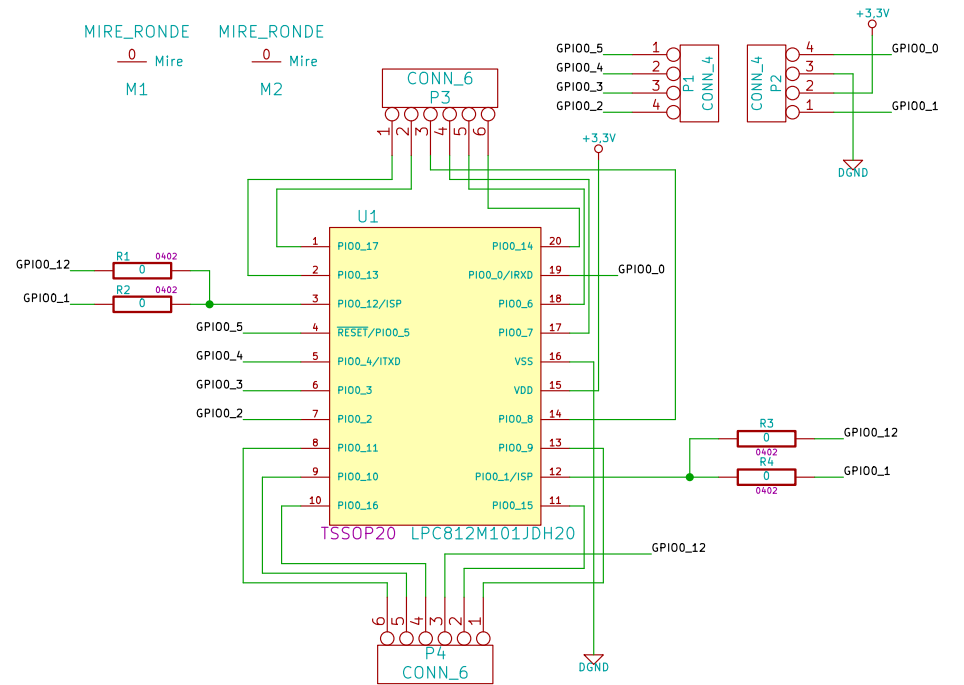 MIRE_RONDE
0 Mire
M1
MIRE_RONDE
0 Mire
M2
CONN_6
P3
1 2 3 4 5 6
GPIO0_5 1
GPIO0_4 2
GPIO0_3 3
GPIO0_2 4
P1
CONN_4
CONN_4
P2
+3,3V
4 GPIO0_0
3
2
1 GPIO0_1
DGND
+3,3V
U1
1 PIO0_17
2 PIO0_13
3 PIO0_12/ISP
4 RESET/PIO0_5
5 PIO0_4/ITXD
6 PIO0_3
7 PIO0_2
8 PIO0_11
9 PIO0_10
10 PIO0_16
PIO0_14 20
PIO0_0/IRXD 19
PIO0_6 18
PIO0_7 17
VSS 16
VDD 15
PIO0_8 14
PIO0_9 13
PIO0_1/ISP 12
PIO0_15 11
TSSOP20 LPC812M101JDH20
R1 0402
GPIO0_12 0
R2 0402
GPIO0_1 0
GPIO0_5
GPIO0_4
GPIO0_3
GPIO0_2
GPIO0_0
R3
0 GPIO0_12
0402
R4
0 GPIO0_1
0402
GPIO0_12
6 5 4 3 2 1
P4
CONN_6
DGND